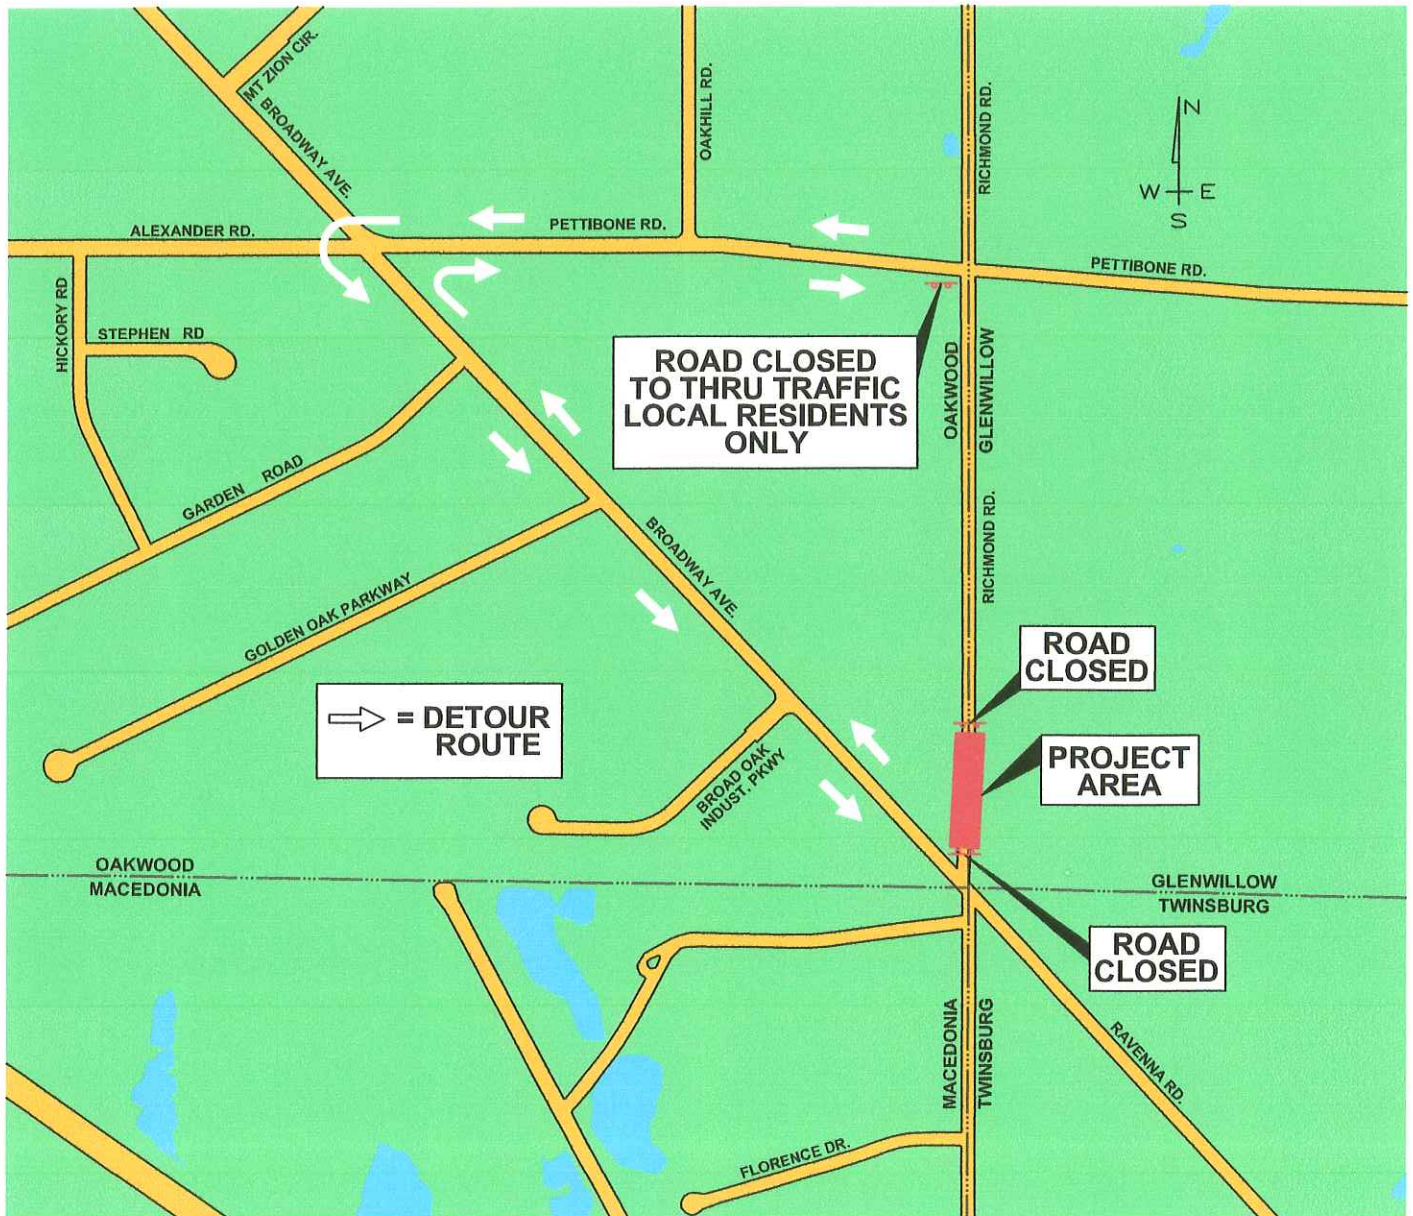 MT ZION CIR.
BROADWAY AVE.
OAKHILL RD.
RICHMOND RD.
N
W E
S
ALEXANDER RD.
PETTIBONE RD.
PETTIBONE RD.
HICKORY RD
STEPHEN RD
ROAD CLOSED
TO THRU TRAFFIC
LOCAL RESIDENTS
ONLY
OAKWOOD
GLENWILLOW
GARDEN ROAD
RICHMOND RD.
BROADWAY AVE.
GOLDEN OAK PARKWAY
ROAD
CLOSED
= DETOUR
ROUTE
PROJECT
AREA
BROAD OAK
INDUST. PKWY
OAKWOOD
MACEDONIA
GLENWILLOW
TWINSBURG
ROAD
CLOSED
MACEDONIA
TWINSBURG
RAVENNA RD.
FLORENCE DR.